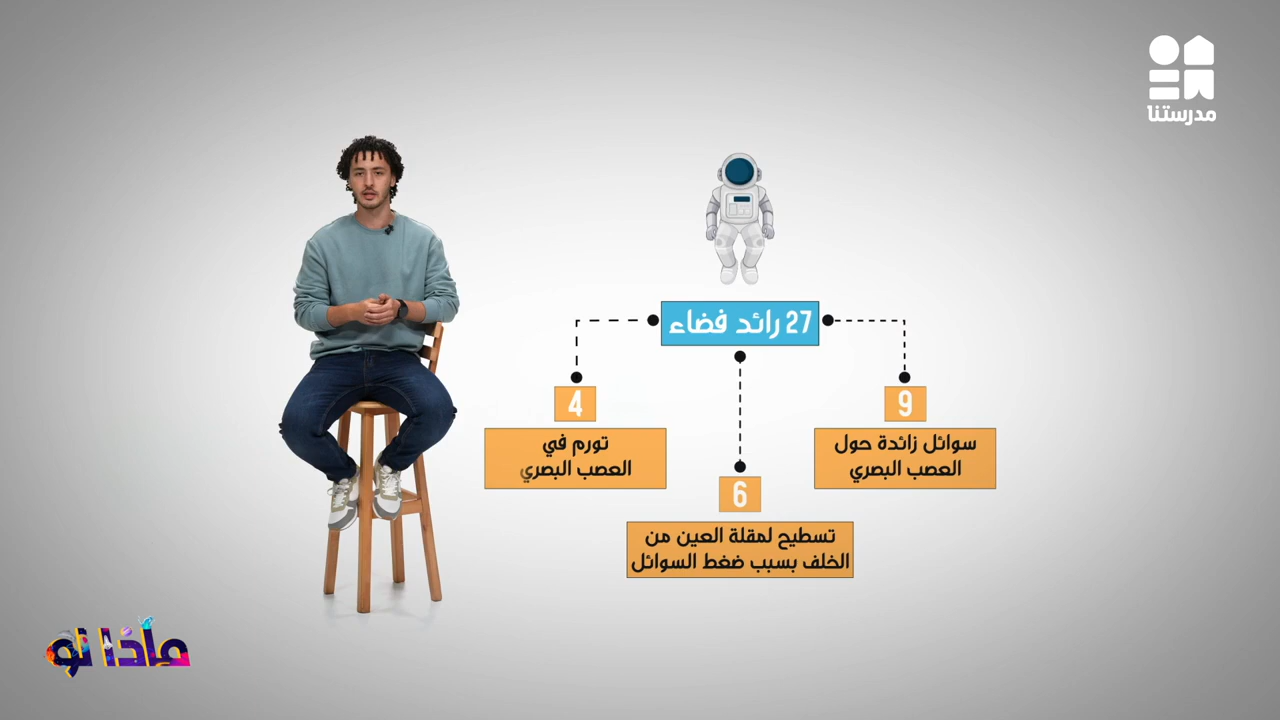 مدرستنا
27 رائد فضاء
9
سوائل زائدة حول
العصب البصري
6
تسطيح لمقلة العين من
الخلف بسبب ضغط السوائل
4
تورم في
العصب البصري
ماذا لو